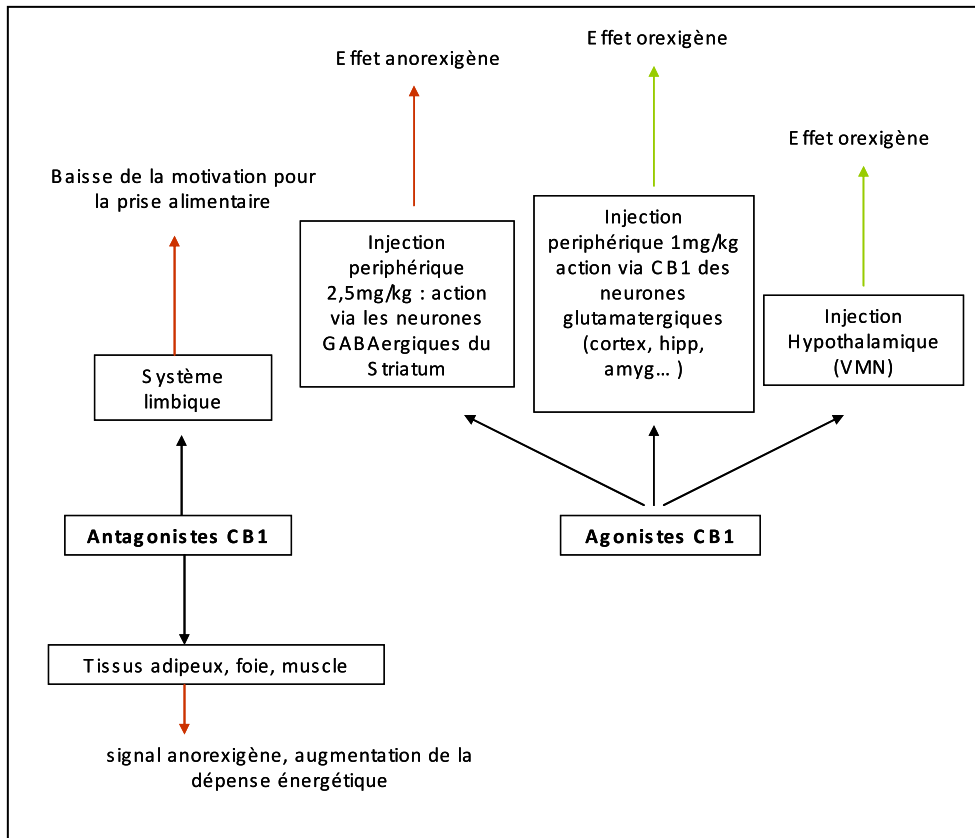 Effet anorexigène
Effet orexigène
Effet orexigène
Baisse de la motivation pour
la prise alimentaire
Injection
periphérique
2,5mg/kg : action
via les neurones
GABAergiques du
Striatum
Injection
periphérique 1mg/kg
action via CB1 des
neurones
glutamatergiques
(cortex, hipp,
amyg... )
Injection
Hypothalamique
(VMN)
Système
limbique
Antagonistes CB1
Agonistes CB1
Tissus adipeux, foie, muscle
signal anorexigène, augmentation de la
dépense énergétique